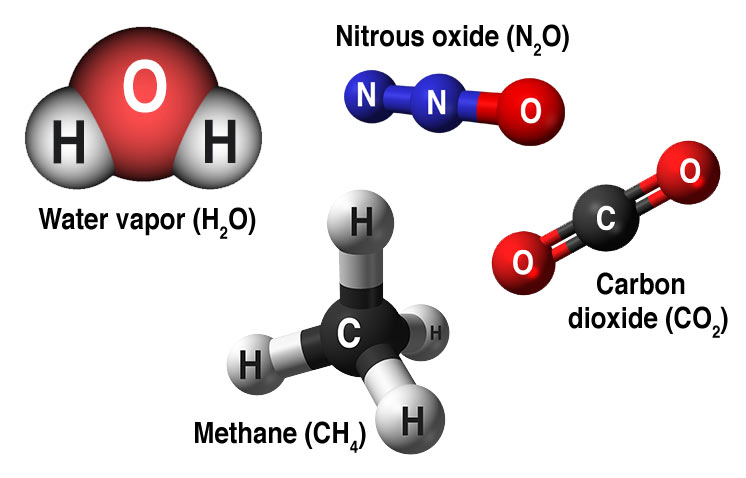 O
H H
Water vapor (H₂O)
Nitrous oxide (N₂O)
N N O
O
C
O
Carbon
dioxide (CO₂)
H
C
H
H
H
Methane (CH₄)